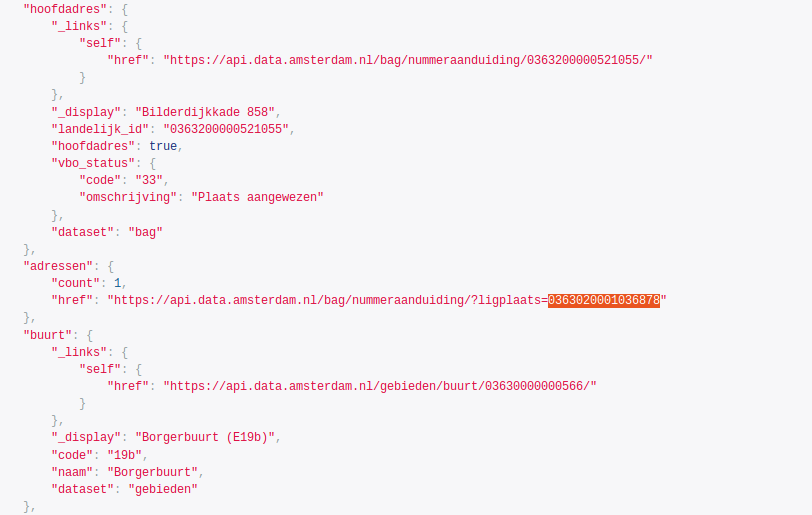 "hoofdadres": {
"_links": {
"self": {
"href": "https://api.data.amsterdam.nl/bag/nummeraanduiding/0363200000521055/"
}
},
"_display": "Bilderdijkkade 858",
"landelijk_id": "0363200000521055",
"hoofdadres": true,
"vbo_status": {
"code": "33",
"omschrijving": "Plaats aangewezen"
},
"dataset": "bag"
},
"adressen": {
"count": 1,
"href": "https://api.data.amsterdam.nl/bag/nummeraanduiding/?ligplaats=0363020001036878"
},
"buurt": {
"_links": {
"self": {
"href": "https://api.data.amsterdam.nl/gebieden/buurt/03630000000566/"
}
},
"_display": "Borgerbuurt (E19b)",
"code": "19b",
"naam": "Borgerbuurt",
"dataset": "gebieden"
},